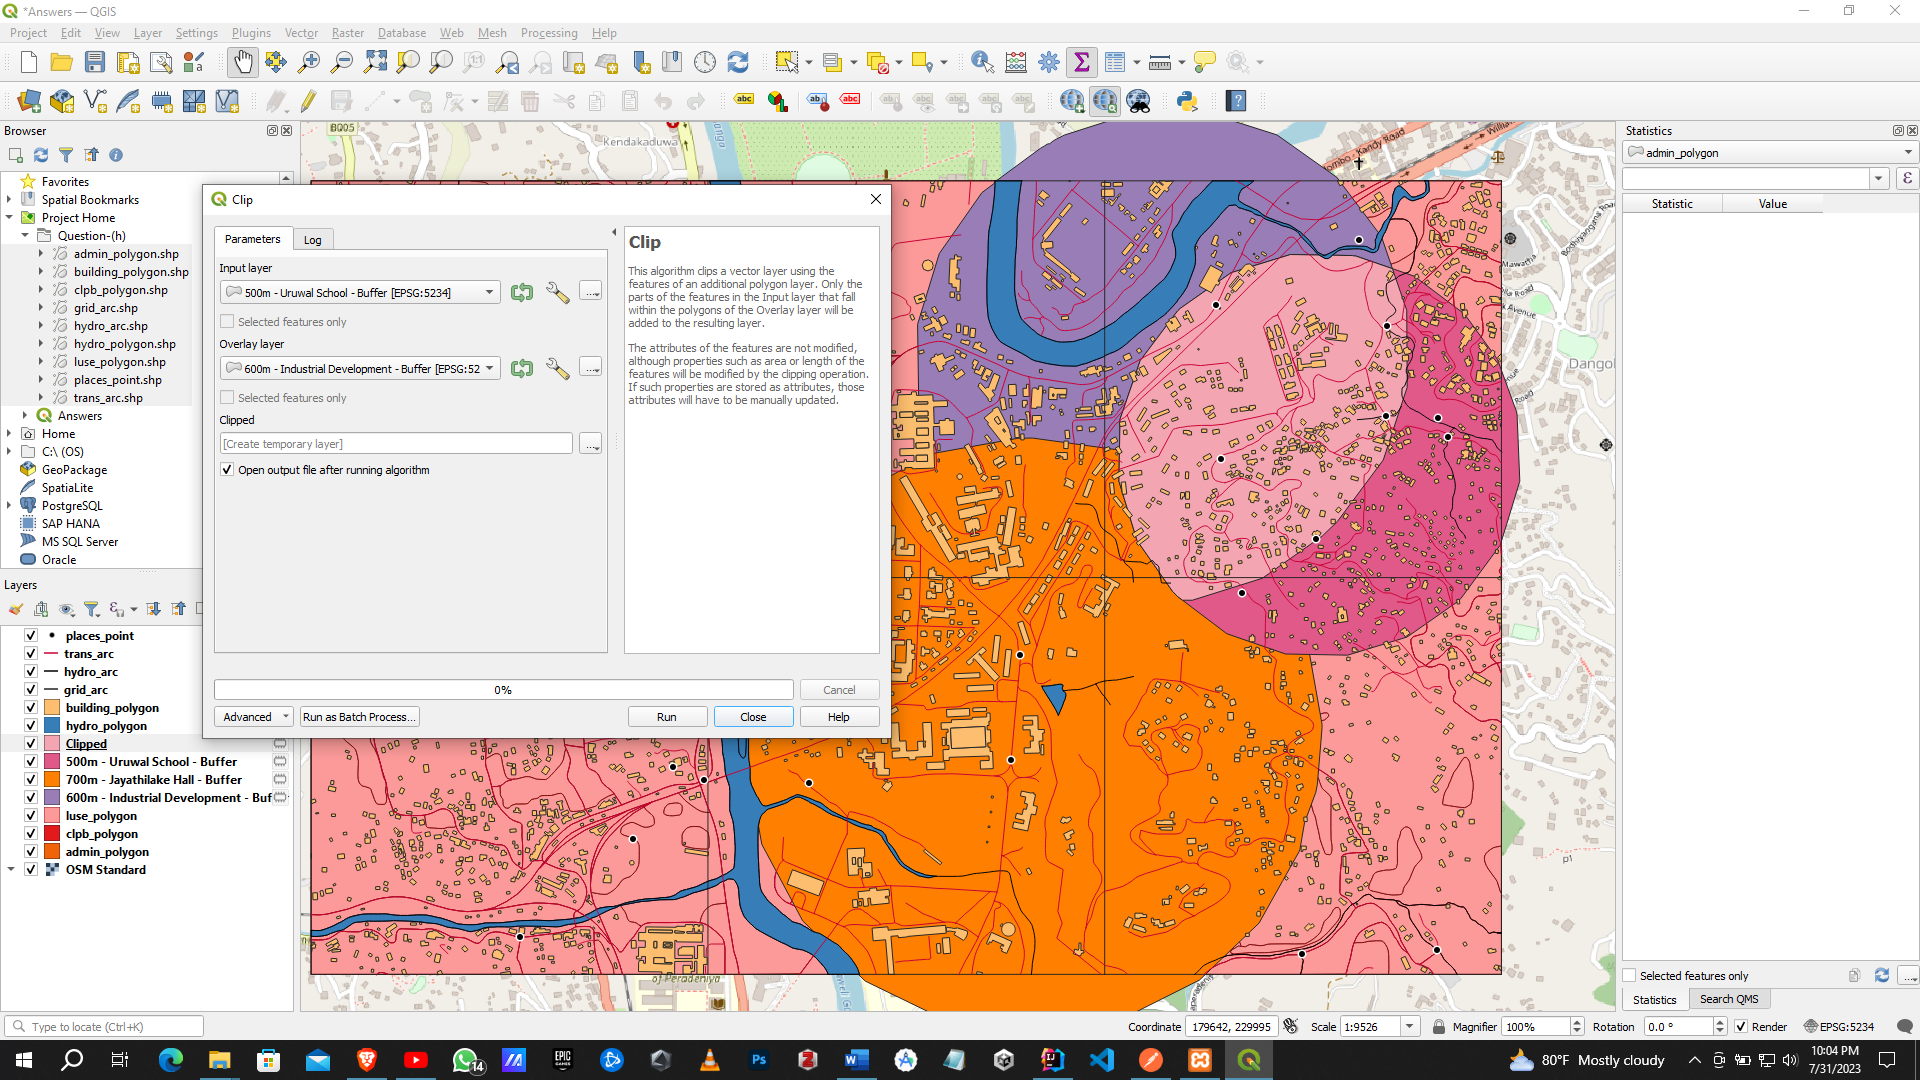 *Answers — QGIS
Project Edit View Layer Settings Plugins Vector Raster Database Web Mesh Processing Help
Browser
Favorites
Spatial Bookmarks
Project Home
Question-(h)
admin_polygon.shp
building_polygon.shp
clpb_polygon.shp
grid_arc.shp
hydro_arc.shp
hydro_polygon.shp
luse_polygon.shp
places_point.shp
trans_arc.shp
Answers
Home
C:\ (OS)
GeoPackage
SpatiaLite
PostgreSQL
SAP HANA
MS SQL Server
Oracle
Layers
places_point
trans_arc
hydro_arc
grid_arc
building_polygon
hydro_polygon
Clipped
500m - Uruwal School - Buffer
700m - Jayathilake Hall - Buffer
600m - Industrial Development - Buf
luse_polygon
clpb_polygon
admin_polygon
OSM Standard
Clip
Parameters
Log
Input layer
500m - Uruwal School - Buffer [EPSG:5234]
Selected features only
Overlay layer
600m - Industrial Development - Buffer [EPSG:52
Selected features only
Clipped
[Create temporary layer]
Open output file after running algorithm
Clip
This algorithm clips a vector layer using the
features of an additional polygon layer. Only the
parts of the features in the Input layer that fall
within the polygons of the Overlay layer will be
added to the resulting layer.
The attributes of the features are not modified,
although properties such as area or length of the
features will be modified by the clipping operation.
If such properties are stored as attributes, those
attributes will have to be manually updated.
0%
Cancel
Advanced
Run as Batch Process...
Run
Close
Help
B005
Kendakaduwa
Kandy Road
Mawatha
Dangol
Road
p1
of Peradeniya
Statistics
admin_polygon
Statistic Value
Selected features only
Statistics
Search QMS
Type to locate (Ctrl+K)
Coordinate 179642, 229995
Scale 1:9526
Magnifier 100%
Rotation 0.0 °
Render
EPSG:5234
14
EPIC GAMES
Ps
80°F Mostly cloudy
10:04 PM
7/31/2023